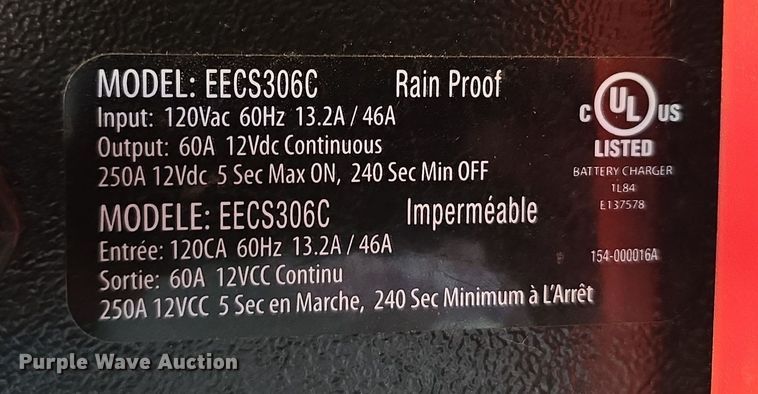 MODEL: EECS306C Rain Proof
Input: 120Vac 60Hz 13.2A / 46A
Output: 60A 12Vdc Continuous
250A 12Vdc 5 Sec Max ON, 240 Sec Min OFF
MODELE: EECS306C Imperméable
Entrée: 120CA 60Hz 13.2A / 46A
Sortie: 60A 12VCC Continu
250A 12VCC 5 Sec en Marche, 240 Sec Minimum à L'Arrêt
C UL US
LISTED
BATTERY CHARGER
1L84
E137578
154-000016A
Purple Wave Auction